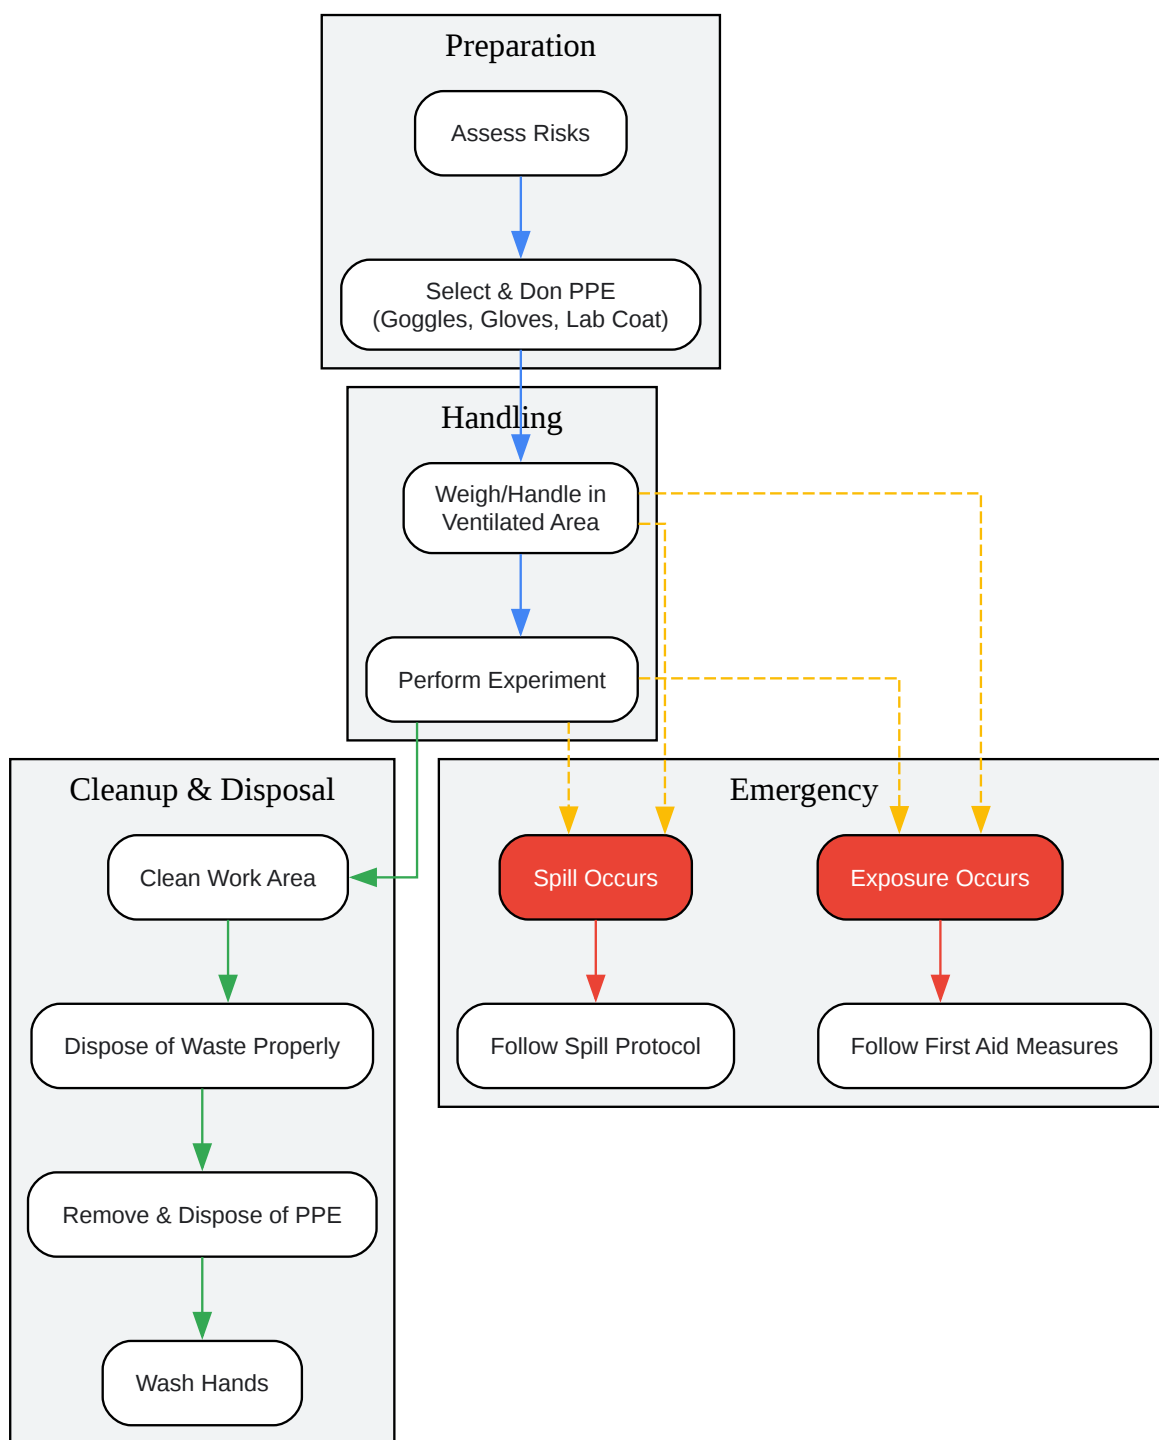 Preparation
Assess Risks
Select & Don PPE
(Goggles, Gloves, Lab Coat)
Handling
Weigh/Handle in
Ventilated Area
Perform Experiment
Cleanup & Disposal
Clean Work Area
Dispose of Waste Properly
Remove & Dispose of PPE
Wash Hands
Emergency
Spill Occurs
Exposure Occurs
Follow Spill Protocol
Follow First Aid Measures